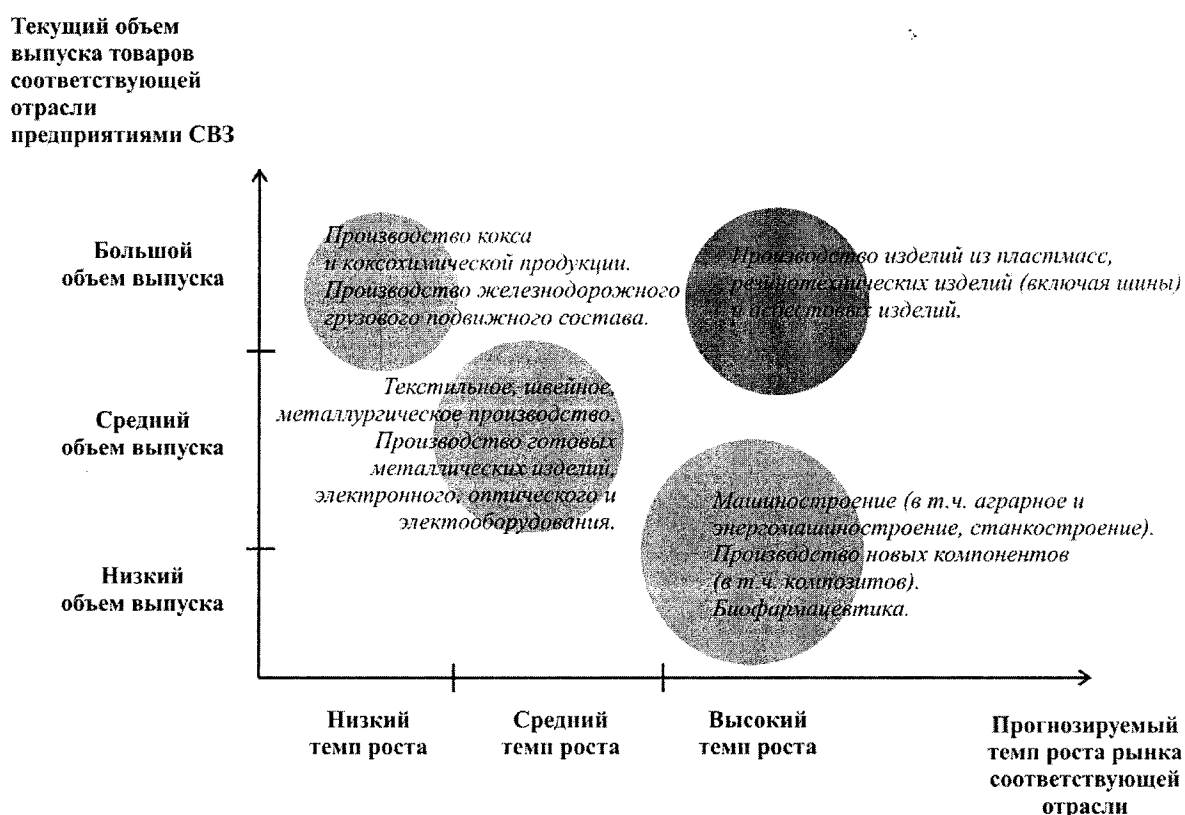 Текущий объем
выпуска товаров
соответствующей
отрасли
предприятиями СВЗ
Большой
объем выпуска
Производство кокса
и коксохимической продукции.
Производство железнодорожного
грузового подвижного состава.
Производство изделий из пластмасс,
резинотехнических изделий (включая шины)
и асбестовых изделий.
Средний
объем выпуска
Текстильное, швейное,
металлургическое производство.
Производство готовых
металлических изделий,
электронного, оптического и
электооборудования.
Низкий
объем выпуска
Машиностроение (в т.ч. аграрное и
энергомашиностроение, станкостроение).
Производство новых компонентов
(в т.ч. композитов).
Биофармацевтика.
Низкий
темп роста
Средний
темп роста
Высокий
темп роста
Прогнозируемый
темп роста рынка
соответствующей
отрасли